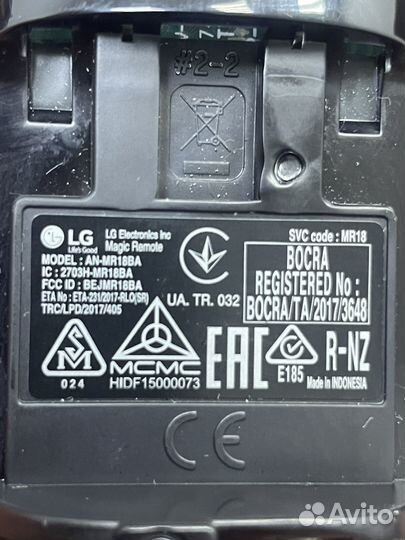 #2-2
LG
Life's Good
LG Electronics Inc
Magic Remote
MODEL : AN-MR18BA
IC : 2703H-MR18BA
FCC ID : BEJMR18BA
ETA No : ETA-231/2017-RLO(SR)
TRC/LPD/2017/405
UA. TR. 032
SVC code : MR18
BOCRA
REGISTERED No :
BOCRA/TA/2017/3648
SM
024
MCMC
HIDF15000073
EAC
E185
R-NZ
Made in INDONESIA
CE
Avito